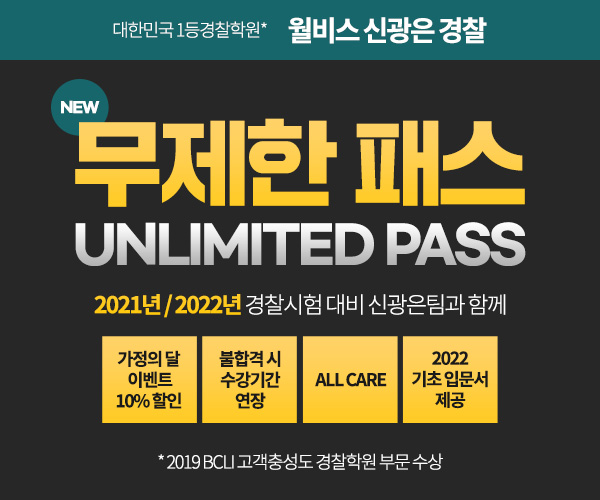 대한민국 1등경찰학원* 윌비스 신광은 경찰
NEW
무제한 패스
UNLIMITED PASS
2021년 / 2022년 경찰시험 대비 신광은팀과 함께
가정의 달
이벤트
10% 할인
불합격 시
수강기간
연장
ALL CARE
2022
기초 입문서
제공
* 2019 BCLI 고객충성도 경찰학원 부문 수상